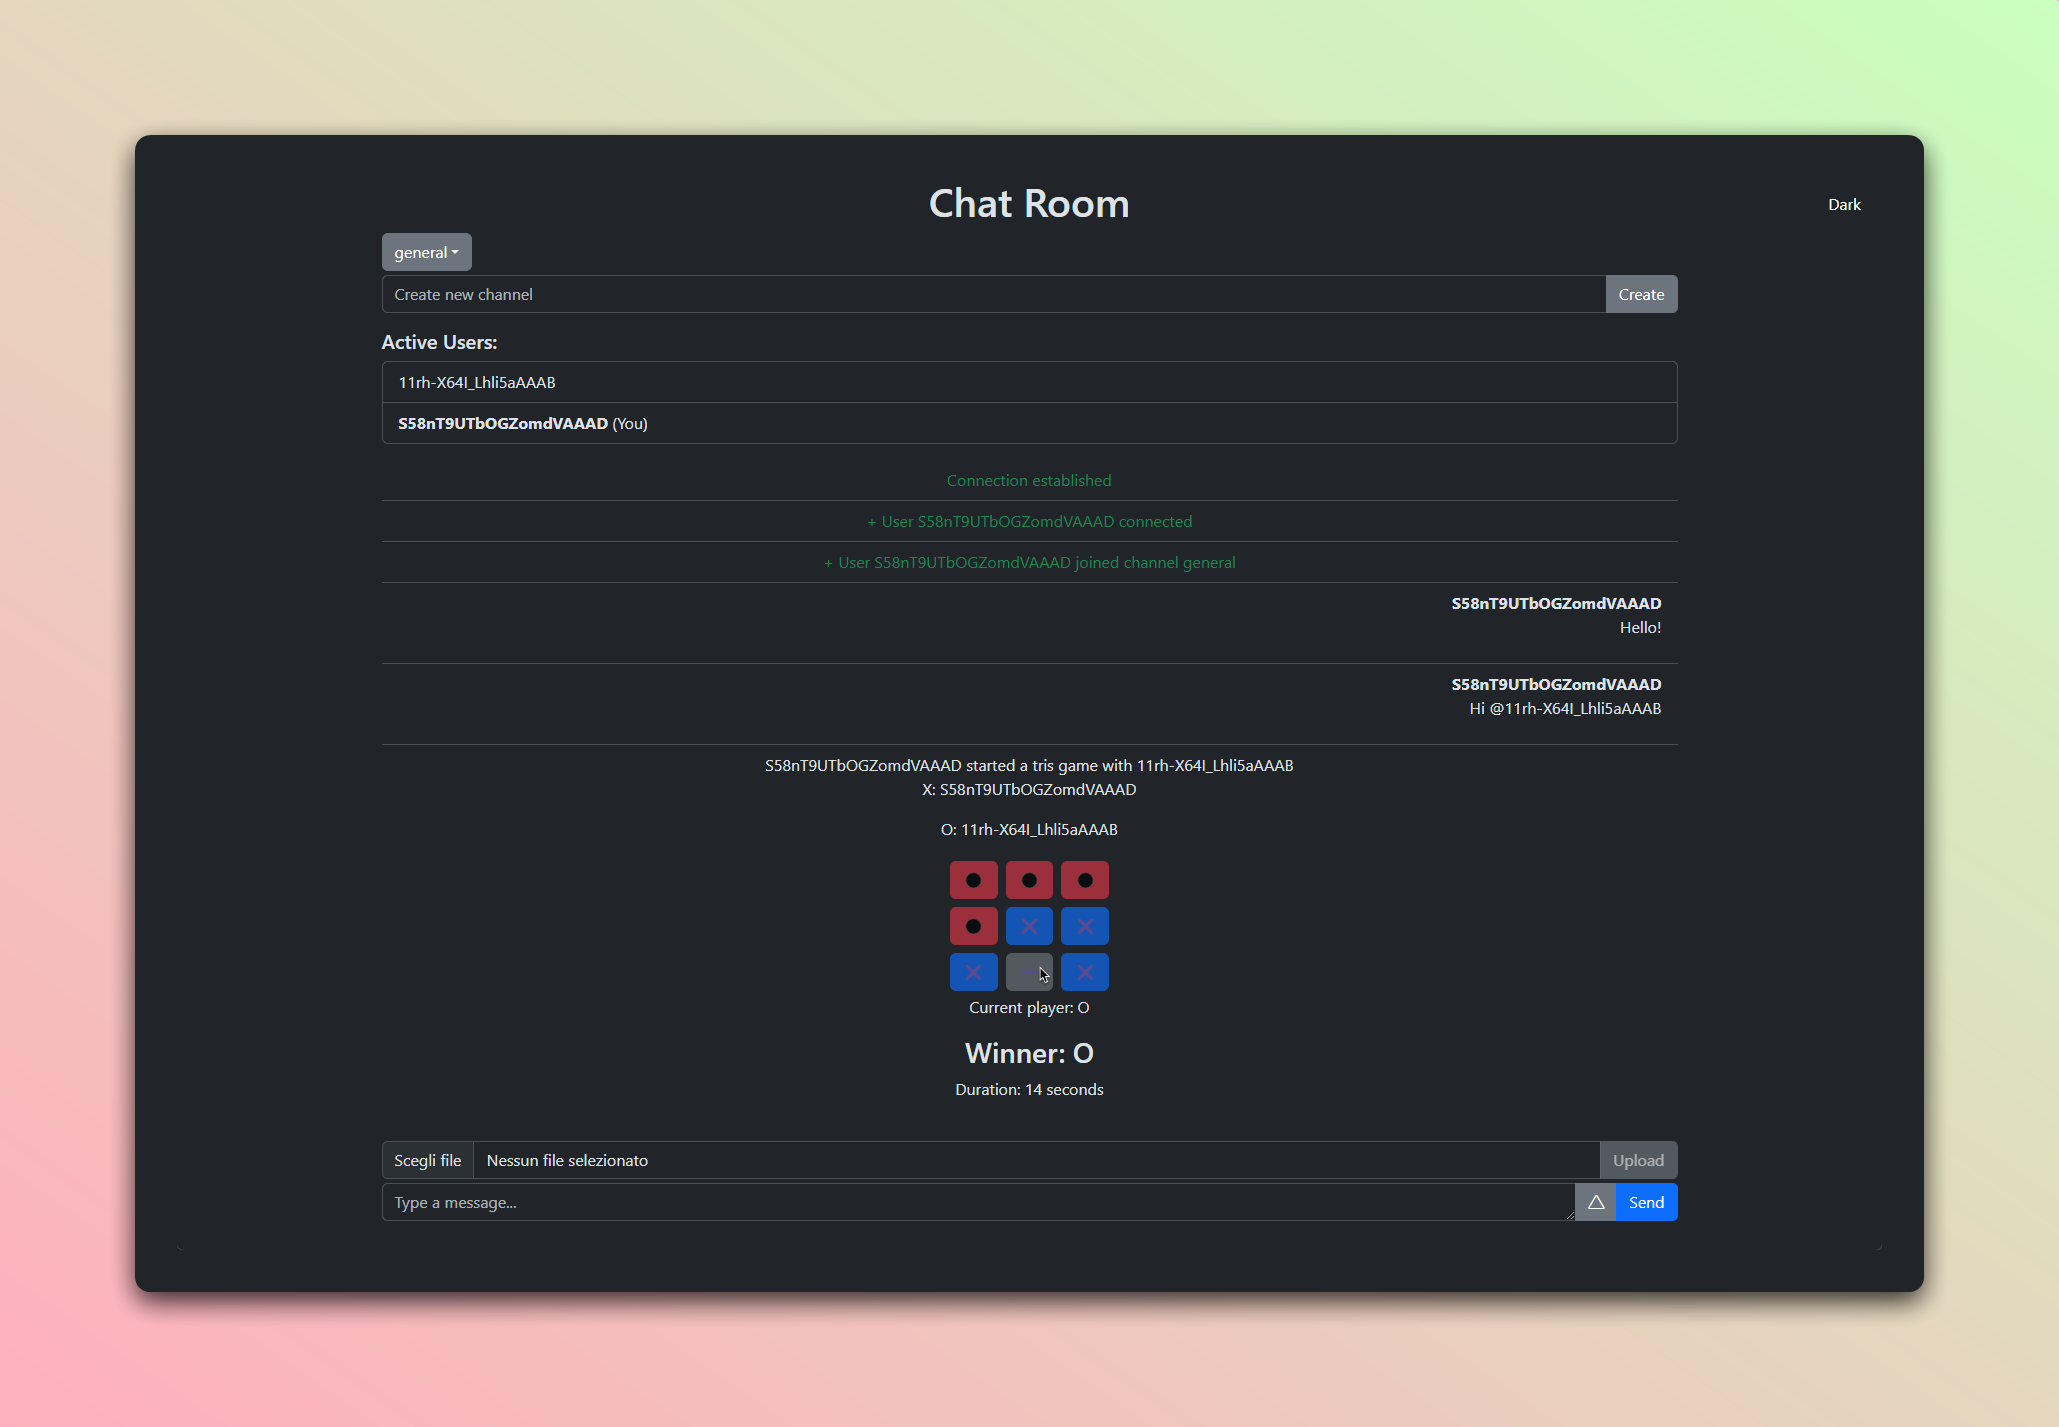 Chat Room
Dark
general
Create new channel
Create
Active Users:
11rh-X64I_Lhli5aAAAB
S58nT9UTbOGZomdVAAAD (You)
Connection established
+ User S58nT9UTbOGZomdVAAAD connected
+ User S58nT9UTbOGZomdVAAAD joined channel general
S58nT9UTbOGZomdVAAAD
Hello!
S58nT9UTbOGZomdVAAAD
Hi @11rh-X64I_Lhli5aAAAB
S58nT9UTbOGZomdVAAAD started a tris game with 11rh-X64I_Lhli5aAAAB
X: S58nT9UTbOGZomdVAAAD
O: 11rh-X64I_Lhli5aAAAB
Current player: O
Winner: O
Duration: 14 seconds
Scegli file
Nessun file selezionato
Upload
Type a message...
Send